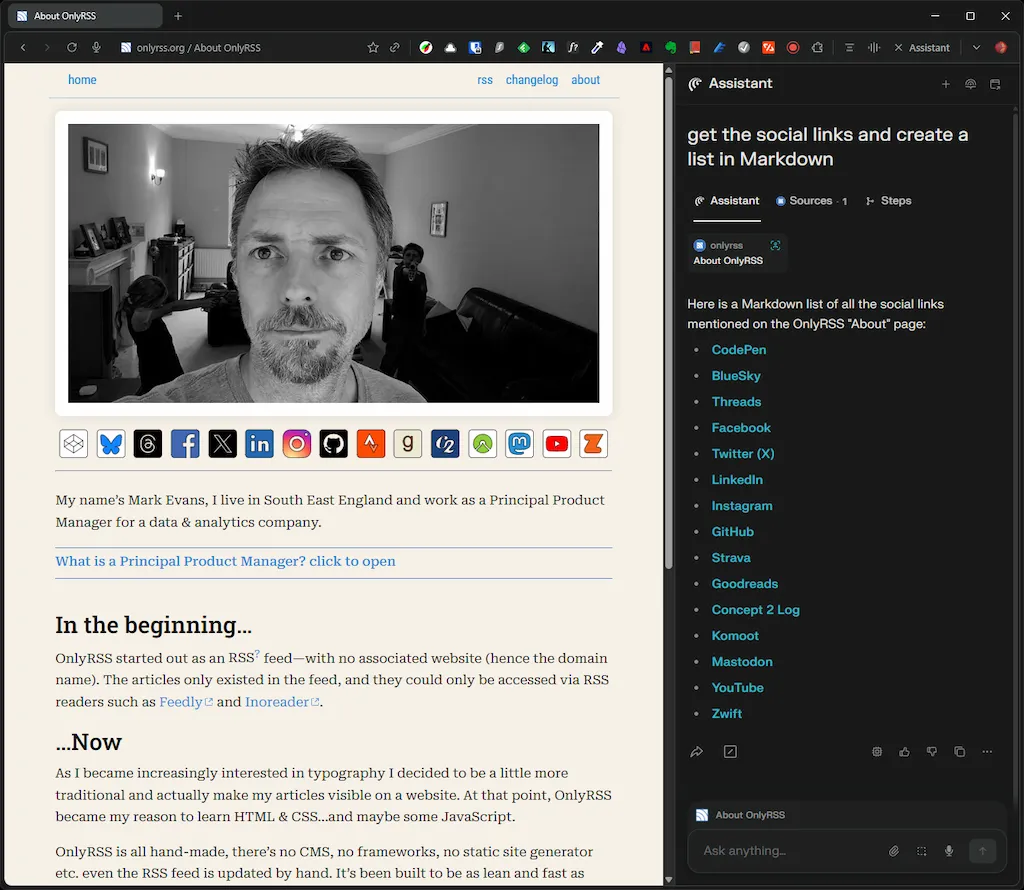 About OnlyRSS
onlyrss.org / About OnlyRSS
Assistant
home
rss changelog about
in
g
My name's Mark Evans, I live in South East England and work as a Principal Product
Manager for a data & analytics company.
What is a Principal Product Manager? click to open
In the beginning...
OnlyRSS started out as an RSS? feed—with no associated website (hence the domain
name). The articles only existed in the feed, and they could only be accessed via RSS
readers such as Feedly and Inoreader.
...Now
As I became increasingly interested in typography I decided to be a little more
traditional and actually make my articles visible on a website. At that point, OnlyRSS
became my reason to learn HTML & CSS...and maybe some JavaScript.
OnlyRSS is all hand-made, there's no CMS, no frameworks, no static site generator
etc. even the RSS feed is updated by hand. It's been built to be as lean and fast as
Assistant
get the social links and create a
list in Markdown
Assistant Sources · 1 Steps
onlyrss
About OnlyRSS
Here is a Markdown list of all the social links
mentioned on the OnlyRSS "About" page:
• CodePen
• BlueSky
• Threads
• Facebook
• Twitter (X)
• LinkedIn
• Instagram
• GitHub
• Strava
• Goodreads
• Concept 2 Log
• Komoot
• Mastodon
• YouTube
• Zwift
About OnlyRSS
Ask anything...